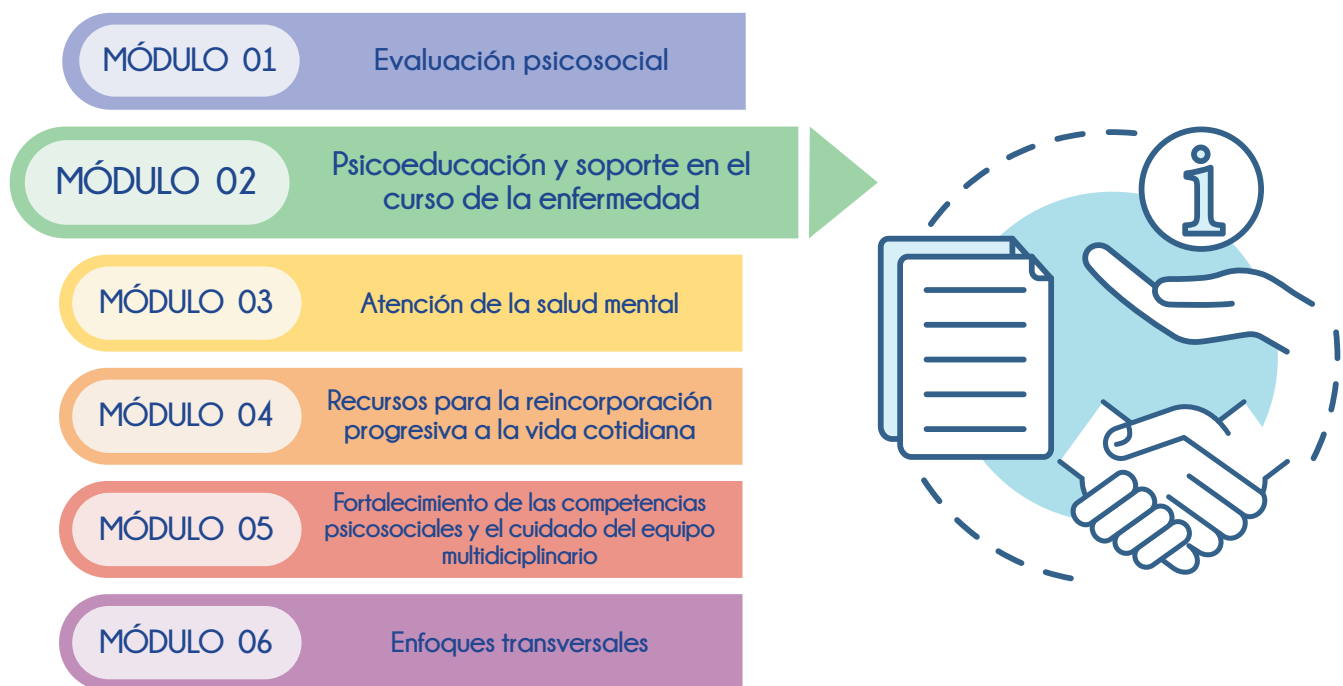 MÓDULO 01
Evaluación psicosocial
MÓDULO 02
Psicoeducación y soporte en el
curso de la enfermedad
MÓDULO 03
Atención de la salud mental
MÓDULO 04
Recursos para la reincorporación
progresiva a la vida cotidiana
MÓDULO 05
Fortalecimiento de las competencias
psicosociales y el cuidado del equipo
multidiciplinario
MÓDULO 06
Enfoques transversales
i